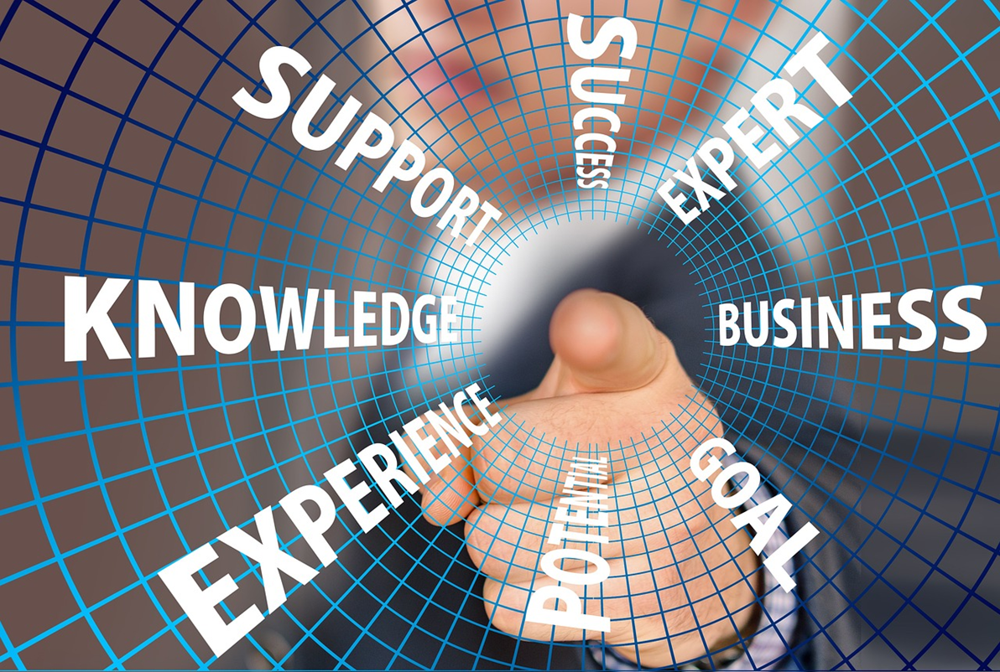 SUCCESS
SUPPORT
EXPERT
KNOWLEDGE
BUSINESS
EXPERIENCE
GOAL
POTENTIAL